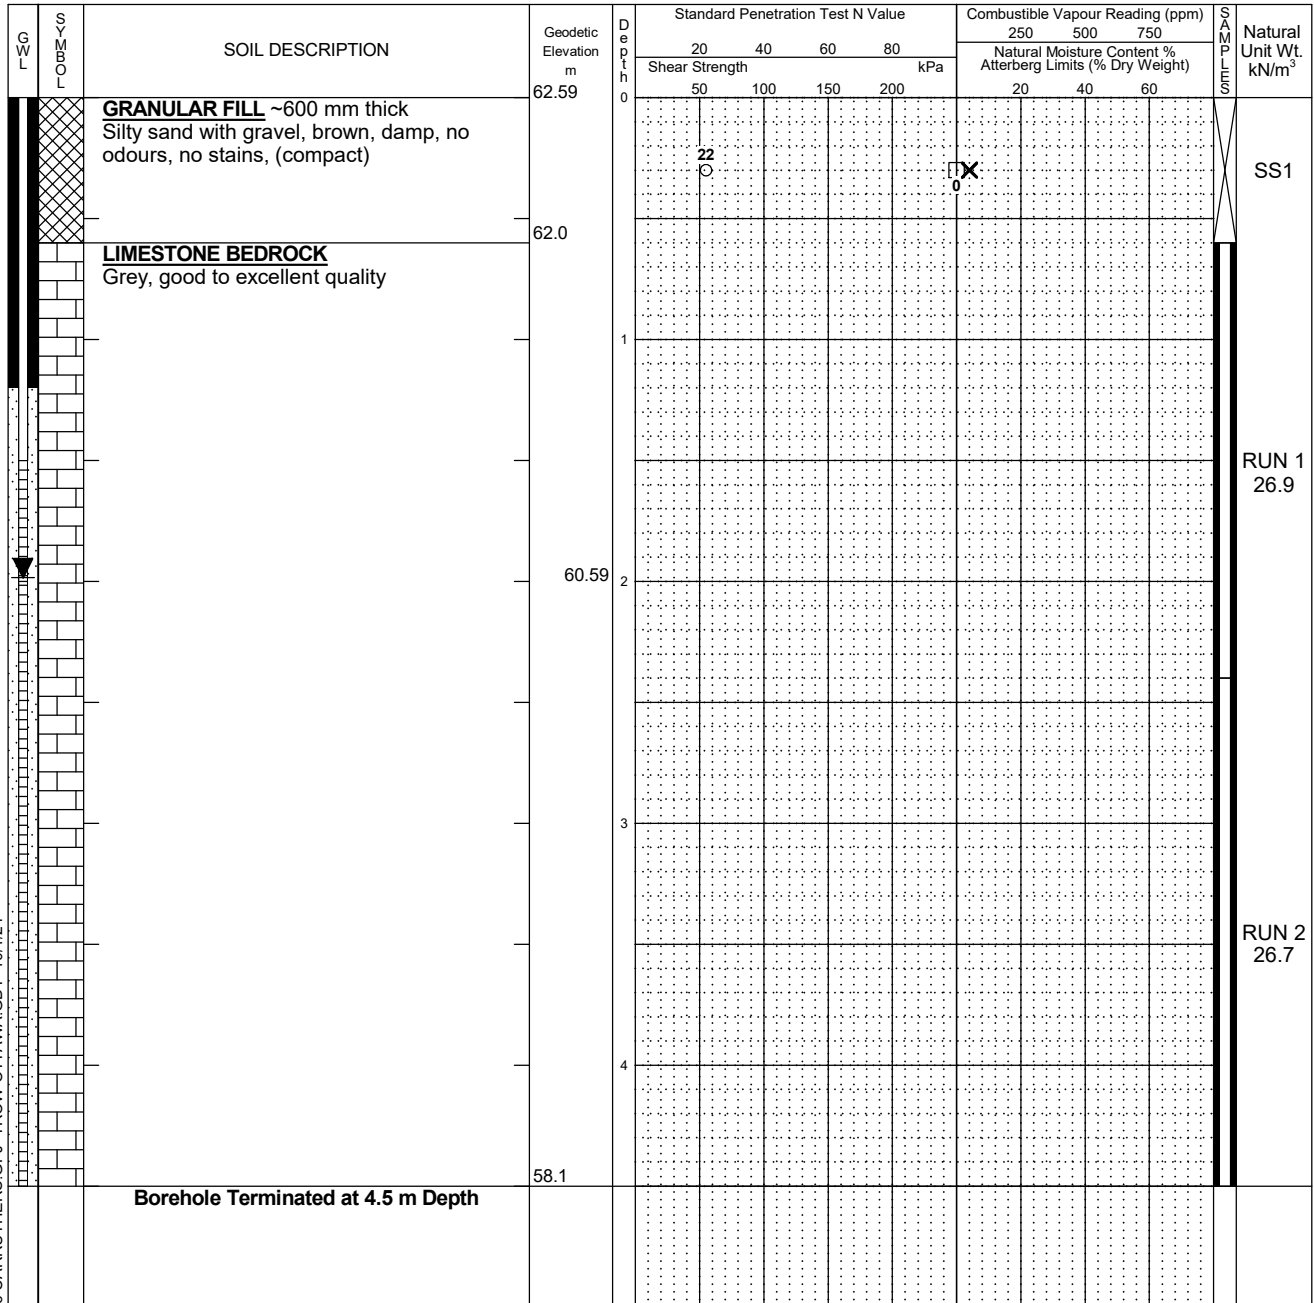 GWL
SYMBOL
SOIL DESCRIPTION
Geodetic
Elevation
m
Depth
Standard Penetration Test N Value
20 40 60 80
Shear Strength kPa
50 100 150 200
Combustible Vapour Reading (ppm)
250 500 750
Natural Moisture Content %
Atterberg Limits (% Dry Weight)
20 40 60
SAMPLES
Natural
Unit Wt.
kN/m³
62.59
0
GRANULAR FILL ~600 mm thick
Silty sand with gravel, brown, damp, no
odours, no stains, (compact)
22
0
SS1
62.0
LIMESTONE BEDROCK
Grey, good to excellent quality
1
RUN 1
26.9
60.59
2
3
RUN 2
26.7
4
58.1
Borehole Terminated at 4.5 m Depth